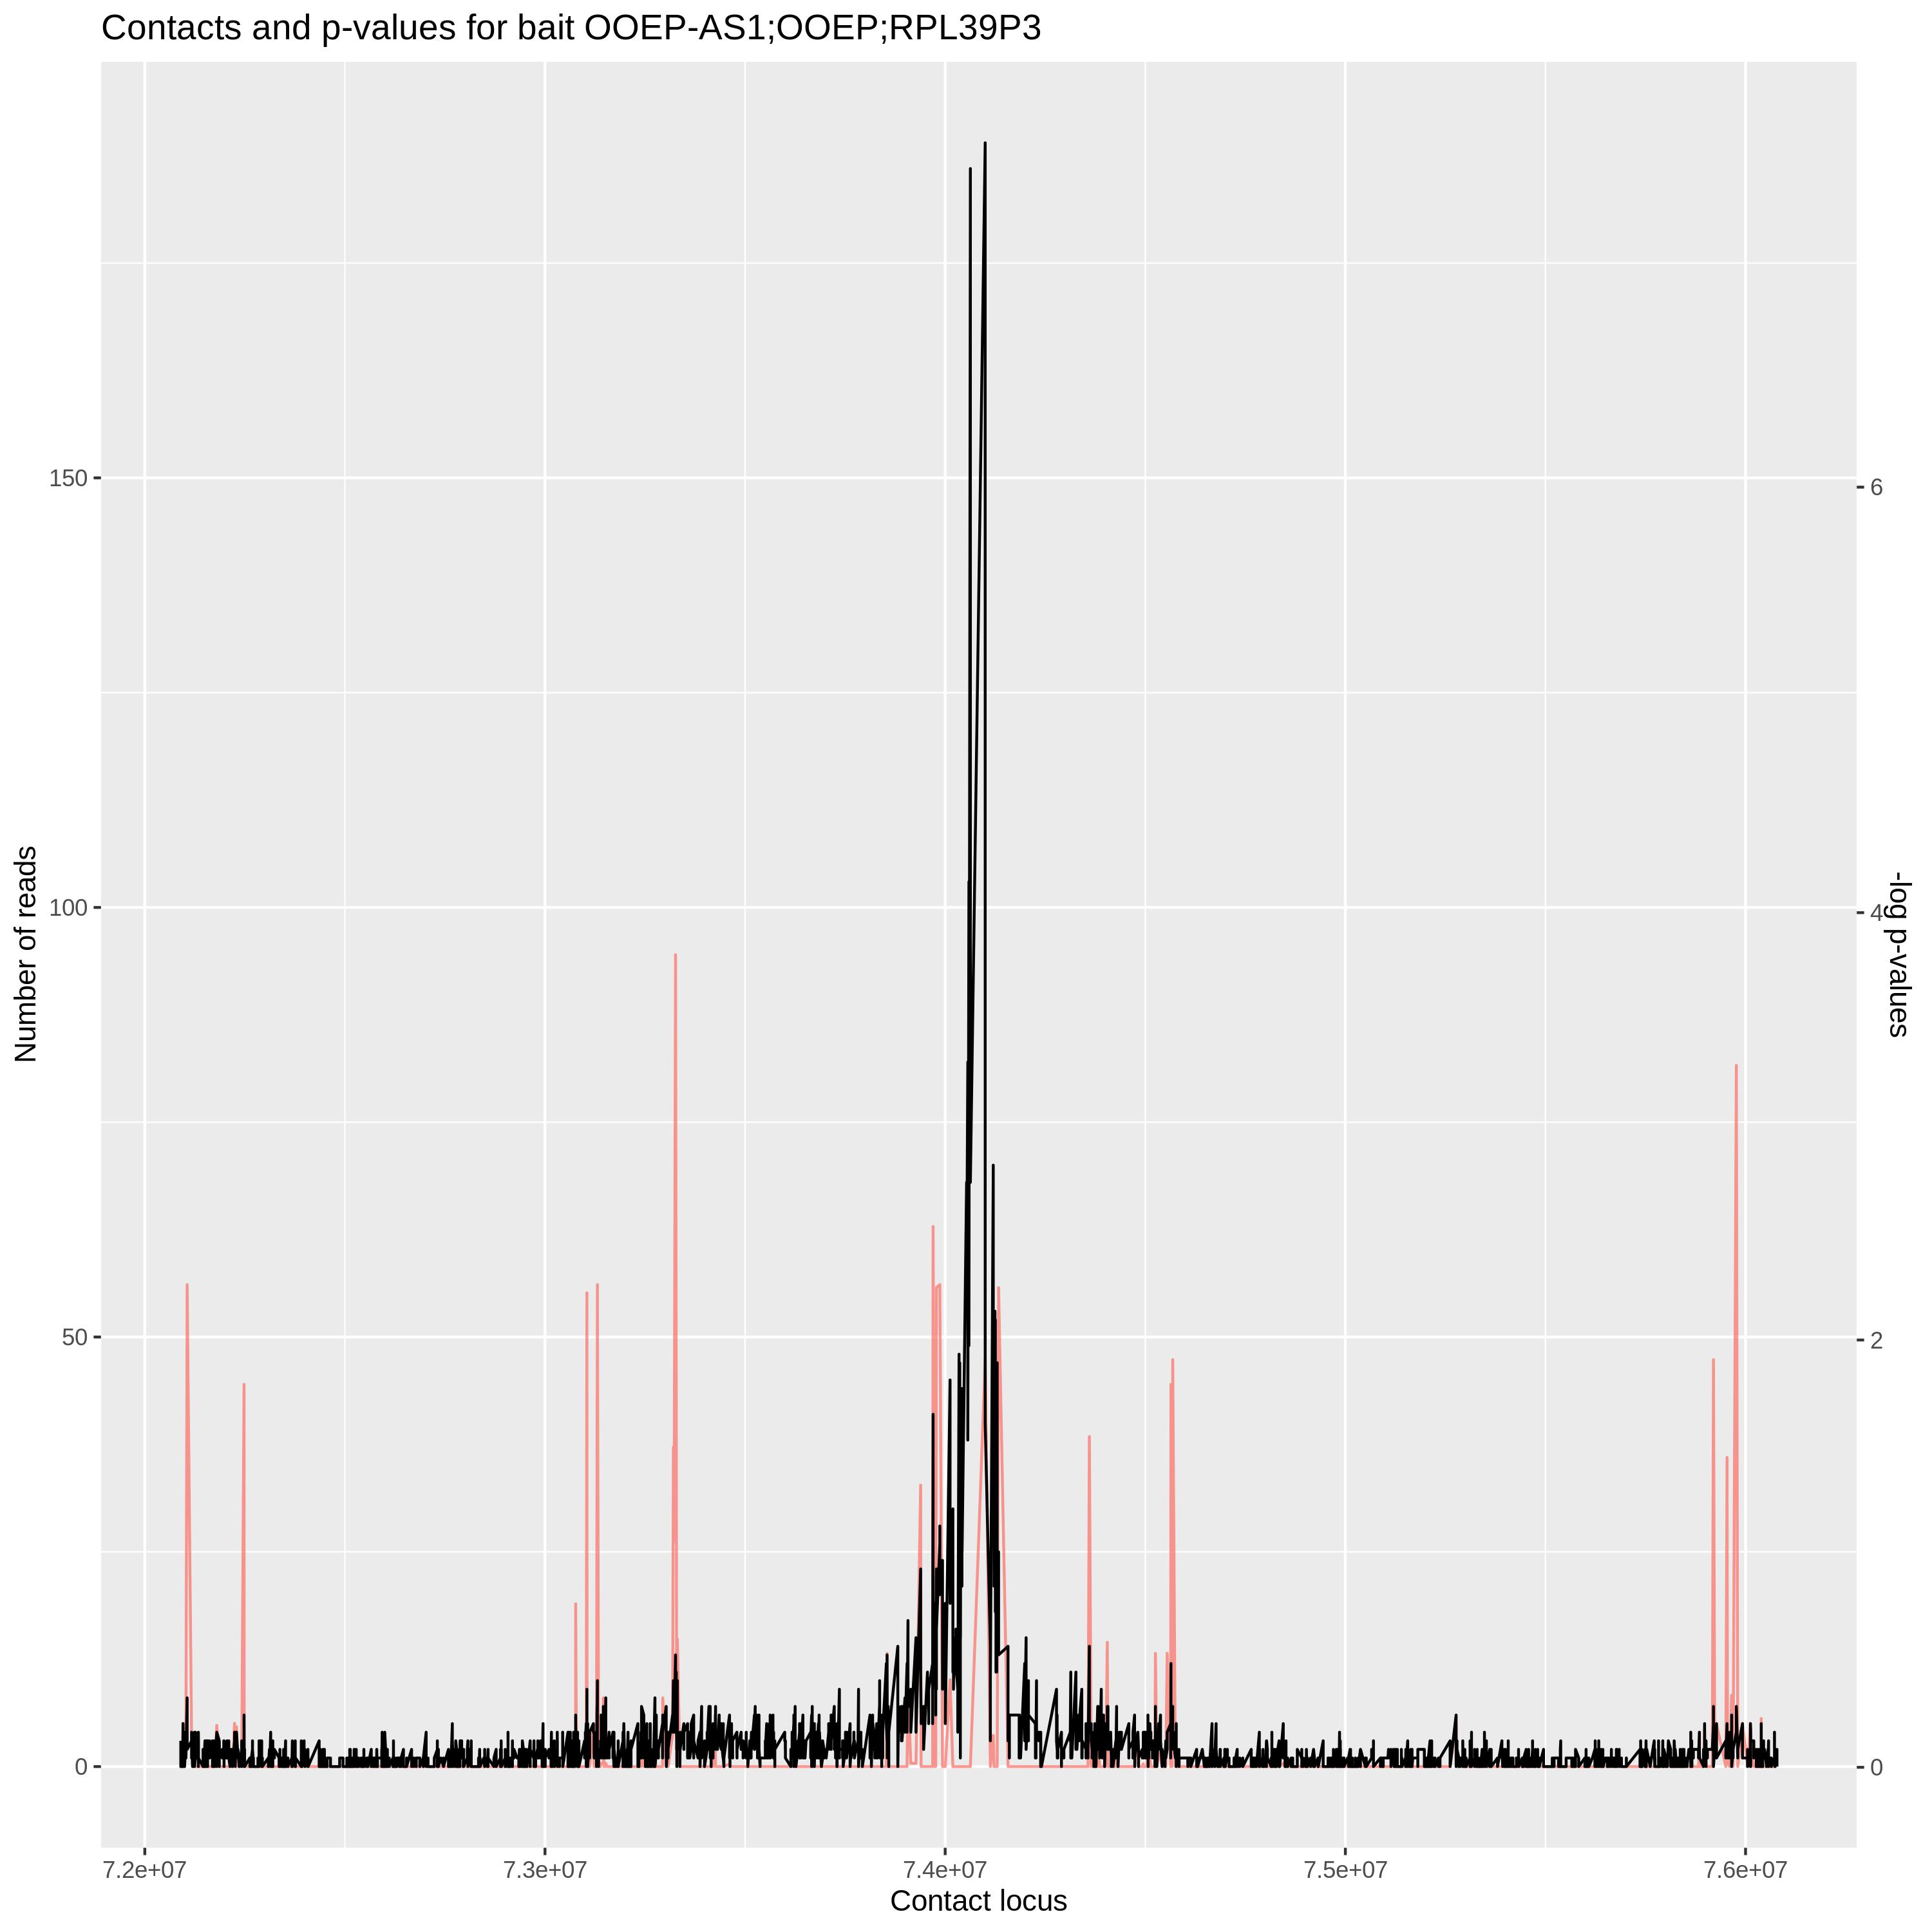 Contacts and p-values for bait OOEP-AS1;OOEP;RPL39P3
Number of reads
150
100
50
0
6
4
2
0
-log p-values
7.2e+07 7.3e+07 7.4e+07 7.5e+07 7.6e+07
Contact locus